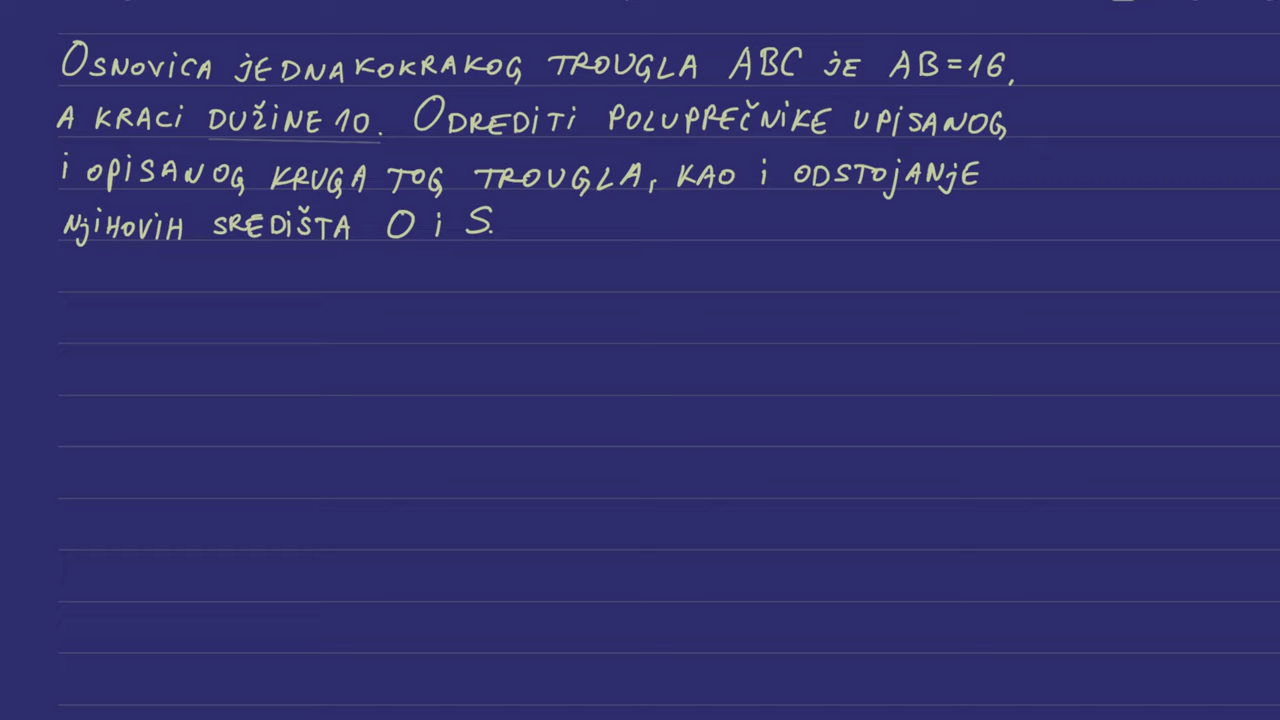 Osnovica jednakokrakog trougla ABC je AB=16,
a kraci dužine 10. Odrediti poluprečnike upisanog
i opisanog kruga tog trougla, kao i odstojanje
njihovih središta O i S.